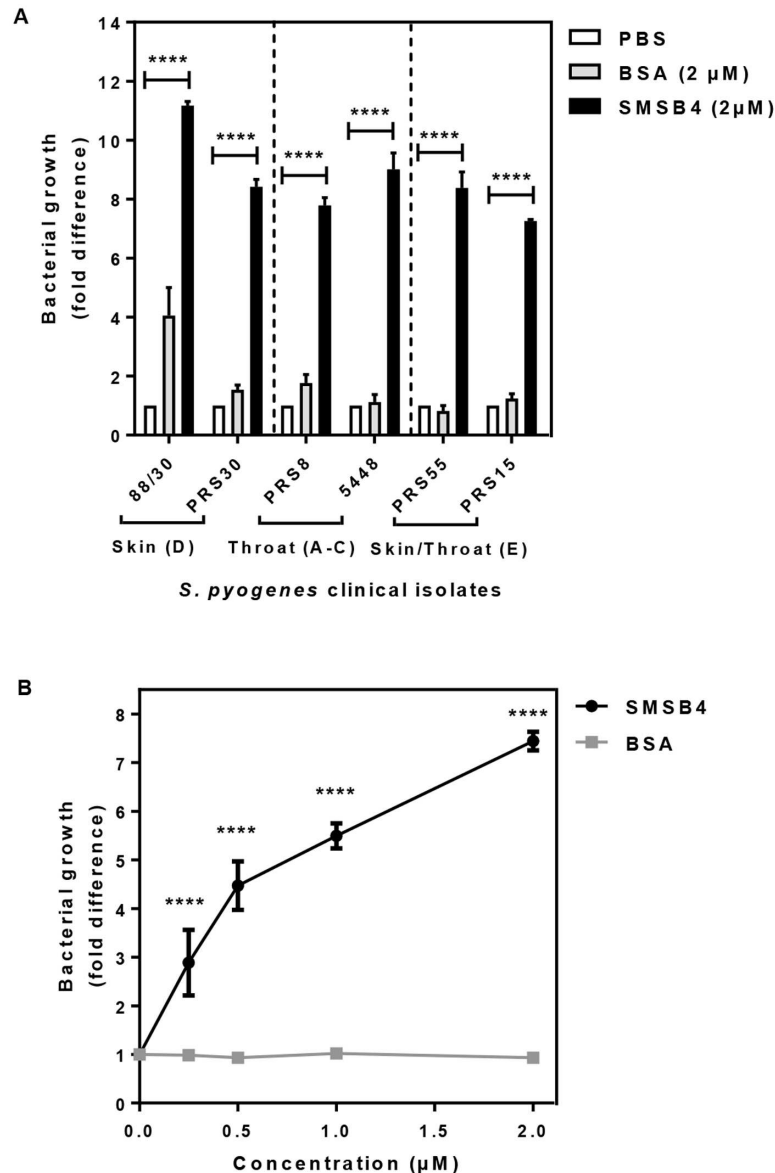 A
14
12
10
8
6
4
2
0
Bacterial growth
(fold difference)
****
****
****
****
****
****
PBS
BSA (2 µM)
SMSB4 (2µM)
88/30
PRS30
PRS8
5448
PRS55
PRS15
Skin (D)
Throat (A-C)
Skin/Throat (E)
S. pyogenes clinical isolates
B
8
7
6
5
4
3
2
1
0
Bacterial growth
(fold difference)
****
****
****
****
SMSB4
BSA
0.0
0.5
1.0
1.5
2.0
Concentration (µM)